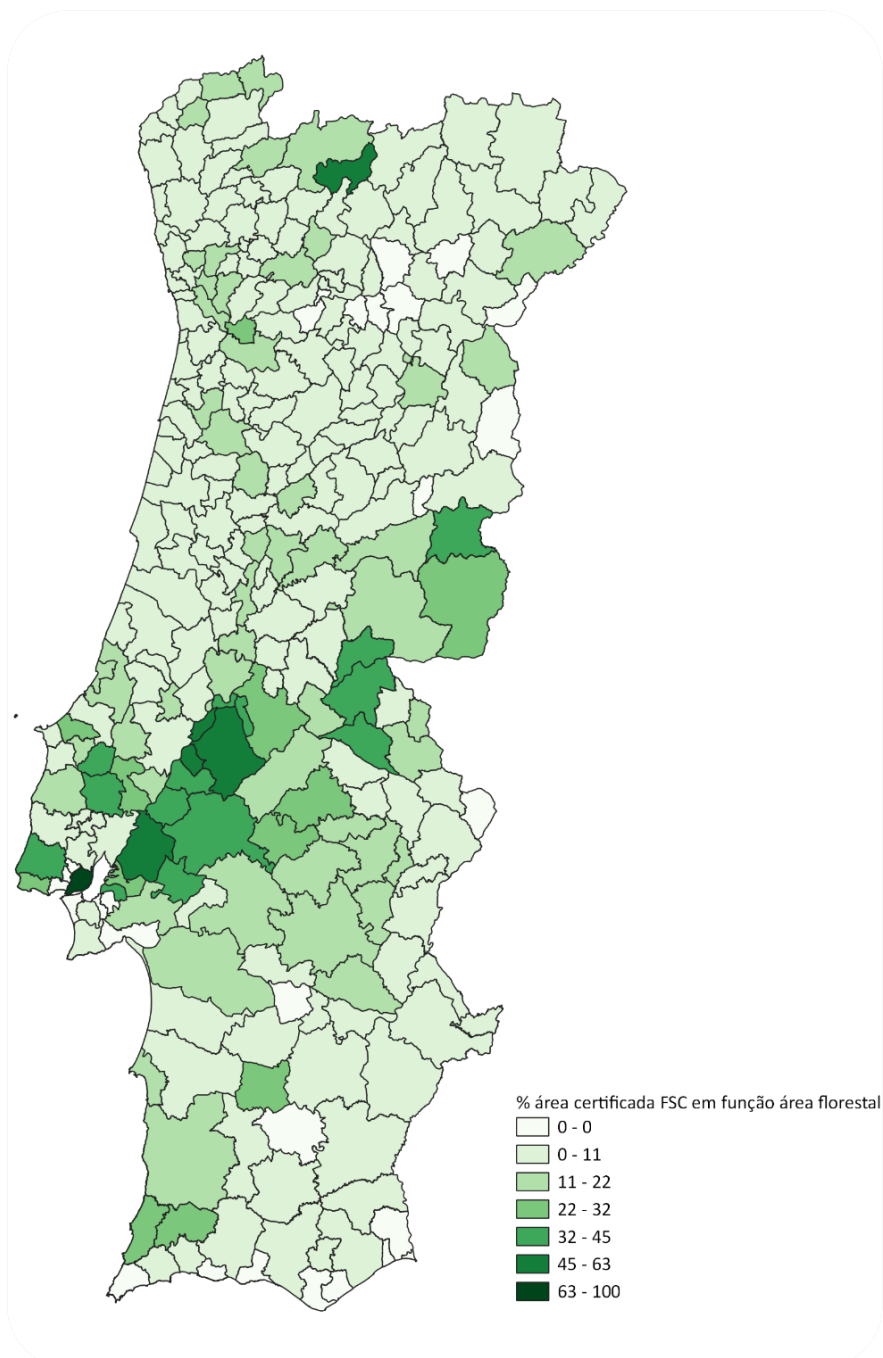 % área certificada FSC em função área florestal
0 - 0
0 - 11
11 - 22
22 - 32
32 - 45
45 - 63
63 - 100